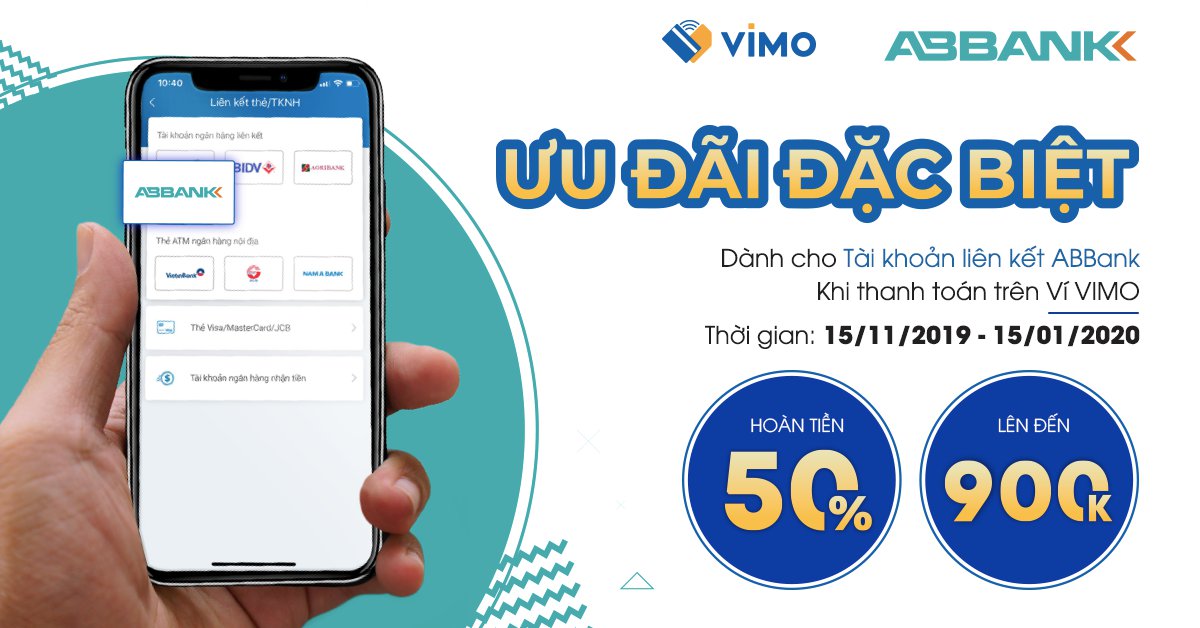 VIMO
ABBANK
10:40
Liên kết thẻ/TKNH
Tài khoản ngân hàng liên kết
BIDV
AGRIBANK
ABBANK
Thẻ ATM ngân hàng nội địa
VietinBank
NAM A BANK
Thẻ Visa/MasterCard/JCB
Tài khoản ngân hàng nhận tiền
ƯU ĐÃI ĐẶC BIỆT
Dành cho Tài khoản liên kết ABBank
Khi thanh toán trên Ví VIMO
Thời gian: 15/11/2019 - 15/01/2020
HOÀN TIỀN
50%
LÊN ĐẾN
900K